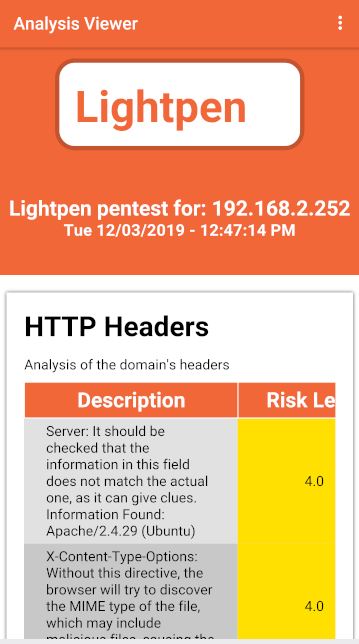 Analysis Viewer
Lightpen
Lightpen pentest for: 192.168.2.252
Tue 12/03/2019 - 12:47:14 PM
HTTP Headers
Analysis of the domain's headers
Description Risk Le
Server: It should be
checked that the
information in this field
does not match the actual
one, as it can give clues.
Information Found:
Apache/2.4.29 (Ubuntu)
4.0
X-Content-Type-Options:
Without this directive, the
browser will try to discover
the MIME type of the file,
which may include
malicious files, causing the
4.0